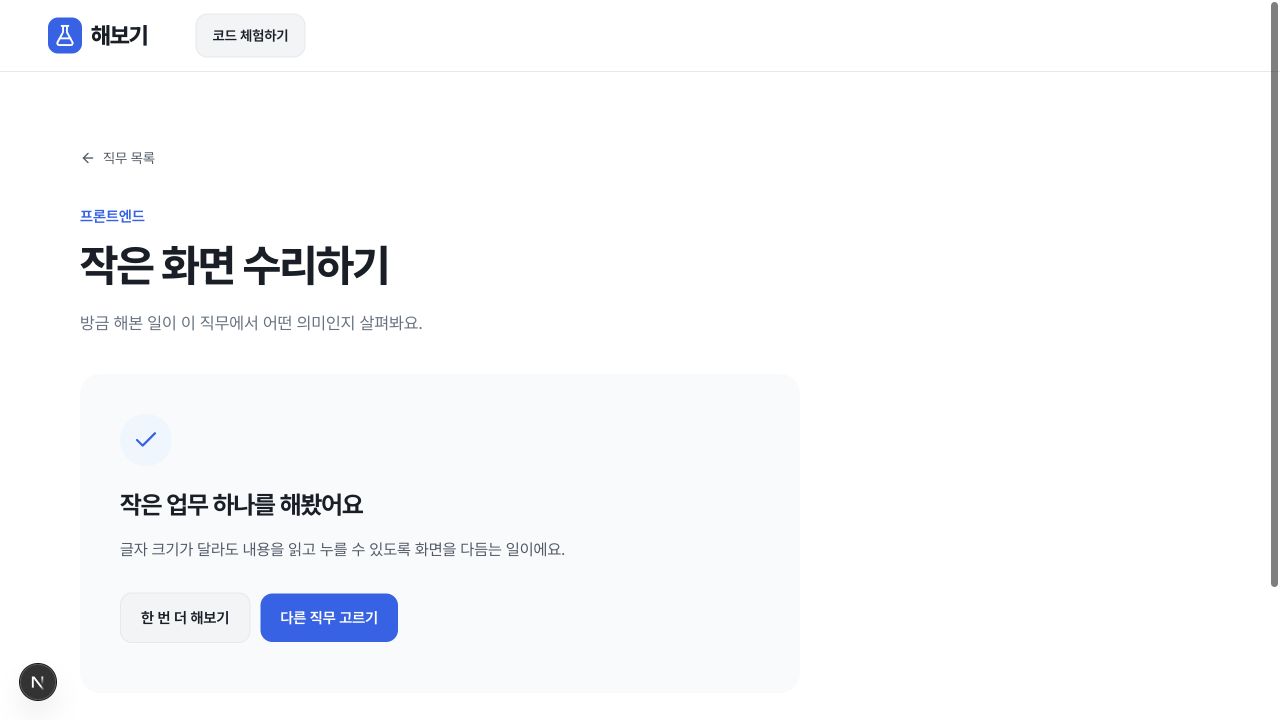 해보기
코드 체험하기
← 직무 목록
프론트엔드
작은 화면 수리하기
방금 해본 일이 이 직무에서 어떤 의미인지 살펴봐요.
작은 업무 하나를 해봤어요
글자 크기가 달라도 내용을 읽고 누를 수 있도록 화면을 다듬는 일이에요.
한 번 더 해보기
다른 직무 고르기
N